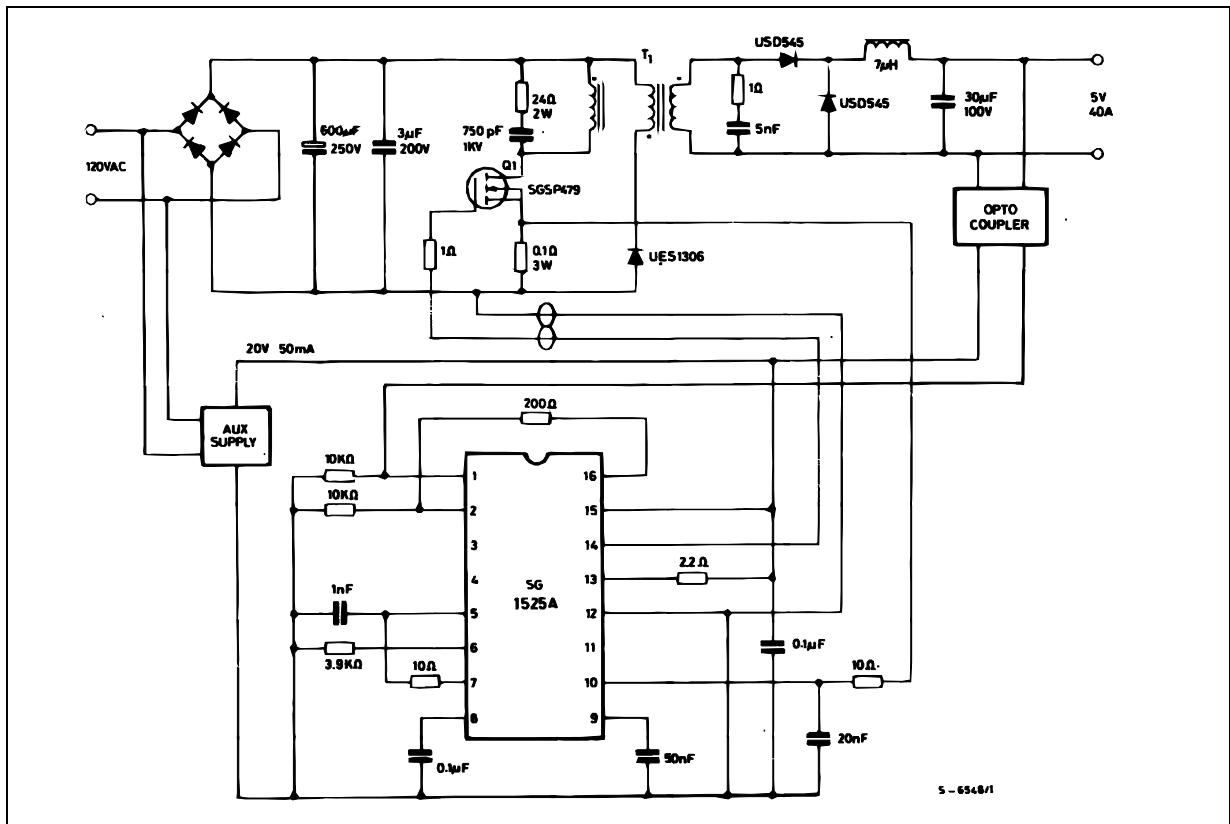 USD545
T1
7µH
24Ω
2W
1Ω
30µF
100V
5V
40A
USD545
600µF
250V
3µF
200V
750 pF
1KV
5nF
120VAC
Q1
SGSP479
OPTO
COUPLER
1Ω
0.1Ω
3W
UES1306
20V 50mA
200Ω
AUX
SUPPLY
10KΩ
1
16
10KΩ
2
15
3
14
2.2Ω
4
13
SG
1525A
1nF
5
12
6
11
0.1µF
3.9KΩ
10Ω
10Ω.
7
10
8
9
20nF
0.1µF
50nF
S-6548/1